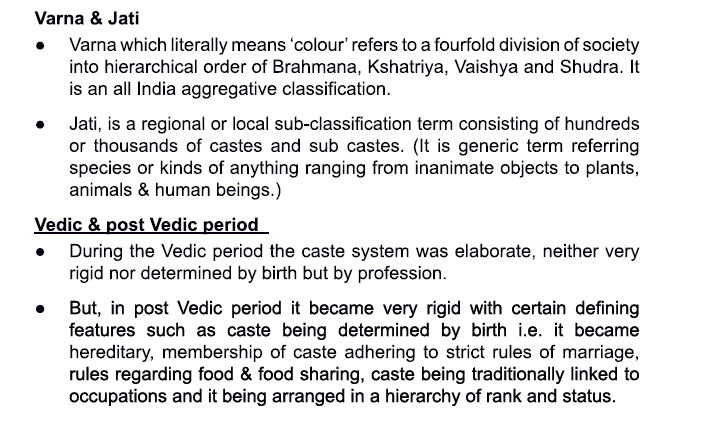 Varna & Jati
● Varna which literally means ‘colour’ refers to a fourfold division of society
into hierarchical order of Brahmana, Kshatriya, Vaishya and Shudra. It
is an all India aggregative classification.
● Jati, is a regional or local sub-classification term consisting of hundreds
or thousands of castes and sub castes. (It is generic term referring
species or kinds of anything ranging from inanimate objects to plants,
animals & human beings.)
Vedic & post Vedic period
● During the Vedic period the caste system was elaborate, neither very
rigid nor determined by birth but by profession.
● But, in post Vedic period it became very rigid with certain defining
features such as caste being determined by birth i.e. it became
hereditary, membership of caste adhering to strict rules of marriage,
rules regarding food & food sharing, caste being traditionally linked to
occupations and it being arranged in a hierarchy of rank and status.